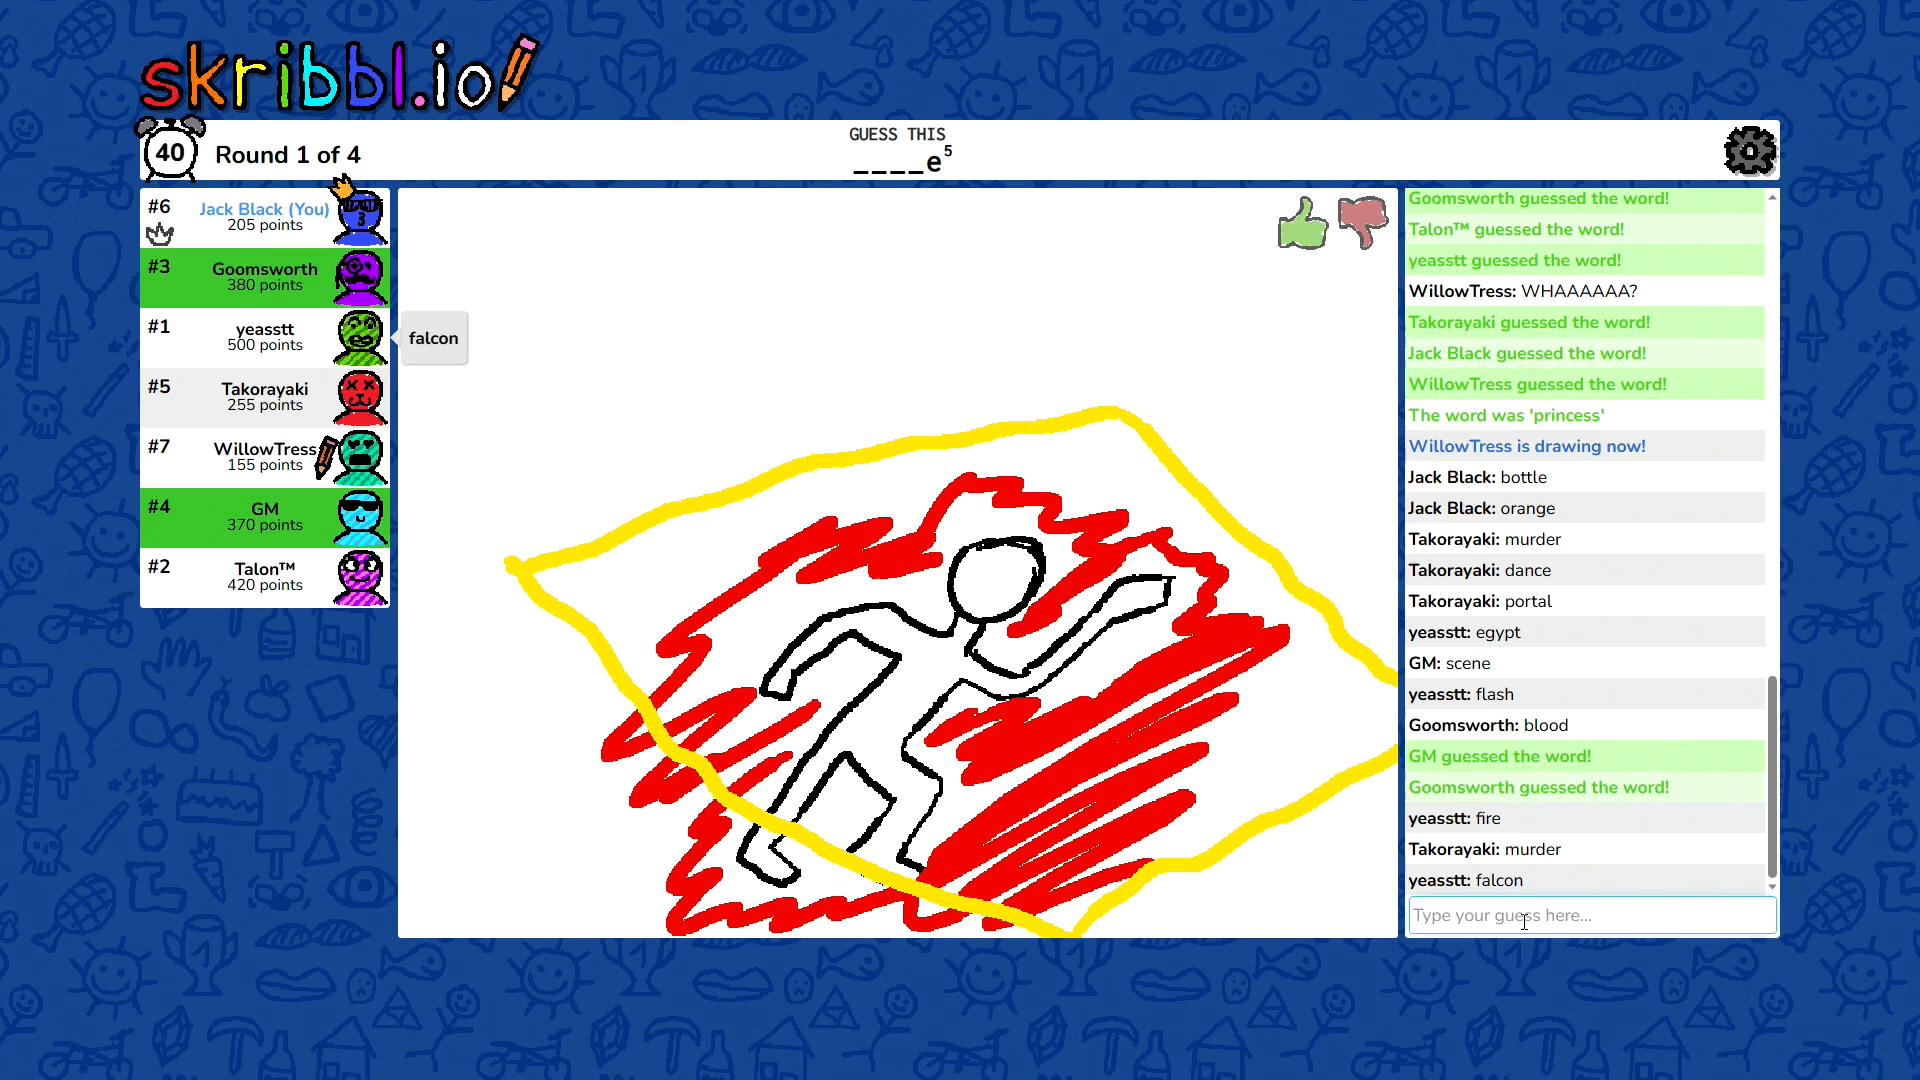 skribbl.io
40
Round 1 of 4
GUESS THIS
____e5
#6
Jack Black (You)
205 points
#3
Goomsworth
380 points
#1
yeasstt
500 points
falcon
#5
Takorayaki
255 points
#7
WillowTress
155 points
#4
GM
370 points
#2
Talon™
420 points
Goomsworth guessed the word!
Talon™ guessed the word!
yeasstt guessed the word!
WillowTress: WHAAAAAA?
Takorayaki guessed the word!
Jack Black guessed the word!
WillowTress guessed the word!
The word was 'princess'
WillowTress is drawing now!
Jack Black: bottle
Jack Black: orange
Takorayaki: murder
Takorayaki: dance
Takorayaki: portal
yeasstt: egypt
GM: scene
yeasstt: flash
Goomsworth: blood
GM guessed the word!
Goomsworth guessed the word!
yeasstt: fire
Takorayaki: murder
yeasstt: falcon
Type your guess here...